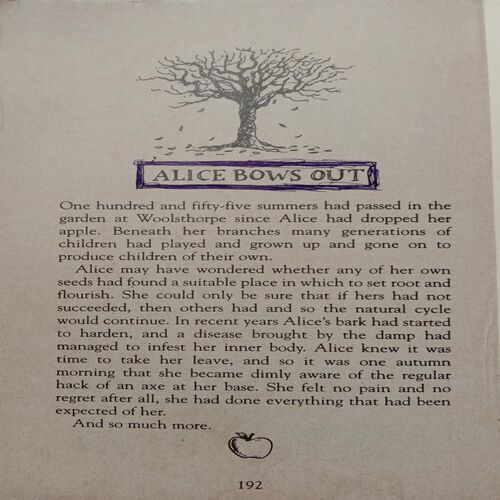 ALICE BOWS OUT
One hundred and fifty-five summers had passed in the
garden at Woolsthorpe since Alice had dropped her
apple. Beneath her branches many generations of
children had played and grown up and gone on to
produce children of their own.
Alice may have wondered whether any of her own
seeds had found a suitable place in which to set root and
flourish. She could only be sure that if hers had not
succeeded, then others had and so the natural cycle
would continue. In recent years Alice's bark had started
to harden, and a disease brought by the damp had
managed to infest her inner body. Alice knew it was
time to take her leave, and so it was one autumn
morning that she became dimly aware of the regular
hack of an axe at her base. She felt no pain and no
regret after all, she had done everything that had been
expected of her.
And so much more.
192